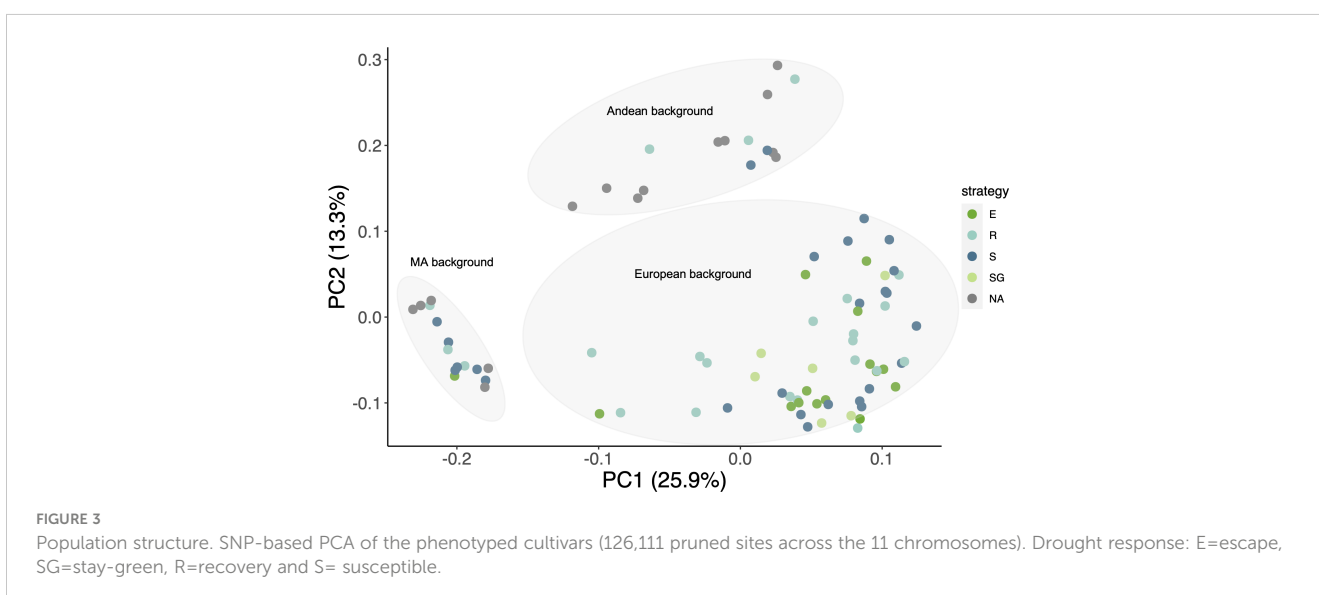 0.3
0.2
0.1
0.0
-0.1
PC2 (13.3%)
Andean background
MA background
European background
-0.2
-0.1
0.0
0.1
PC1 (25.9%)
strategy
E
R
S
SG
NA
FIGURE 3
Population structure. SNP-based PCA of the phenotyped cultivars (126,111 pruned sites across the 11 chromosomes). Drought response: E=escape,
SG=stay-green, R=recovery and S= susceptible.